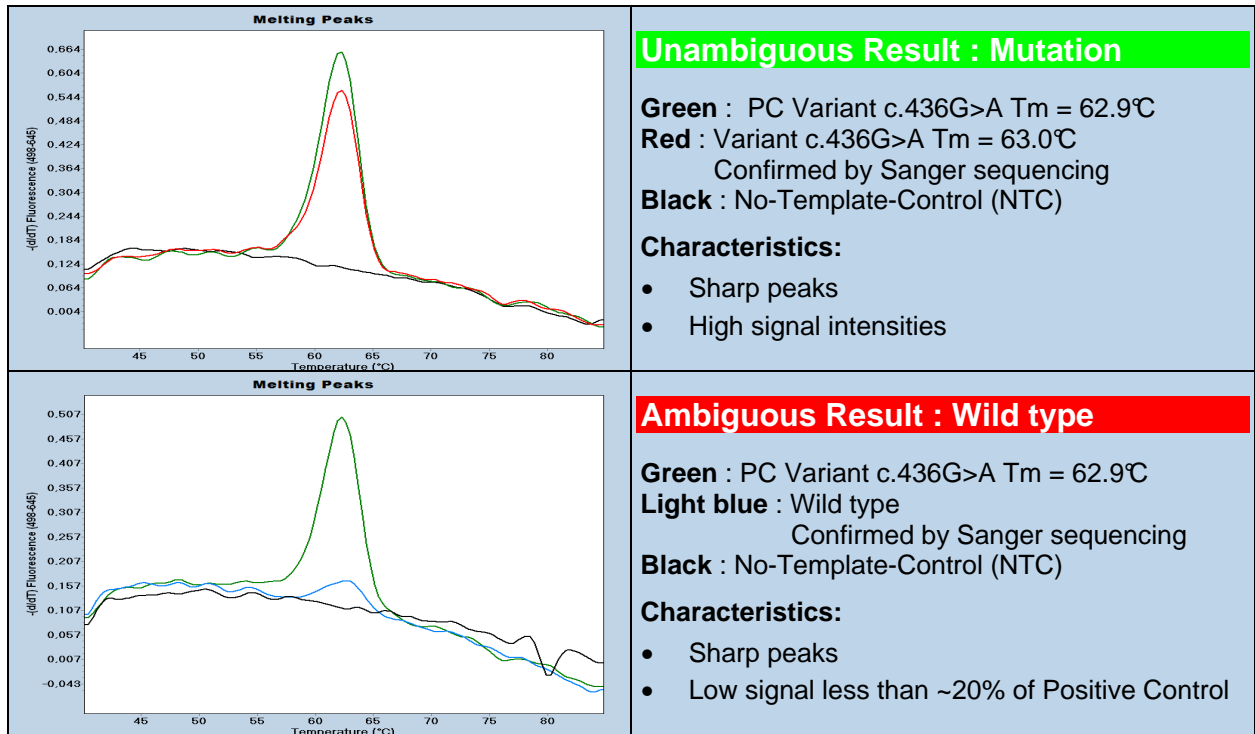 Melting Peaks
0,664
0,604
0,544
0,484
0,424
0,364
0,304
0,244
0,184
0,124
0,064
0,004
-(d/dT) Fluorescence (498-645)
45 50 55 60 65 70 75 80
Temperature (°C)
Unambiguous Result : Mutation
Green : PC Variant c.436G>A Tm = 62.9℃
Red : Variant c.436G>A Tm = 63.0℃
Confirmed by Sanger sequencing
Black : No-Template-Control (NTC)
Characteristics:
• Sharp peaks
• High signal intensities
Melting Peaks
0,507
0,457
0,407
0,357
0,307
0,257
0,207
0,157
0,107
0,057
0,007
-0,043
-(d/dT) Fluorescence (498-645)
45 50 55 60 65 70 75 80
Temperature (°C)
Ambiguous Result : Wild type
Green : PC Variant c.436G>A Tm = 62.9℃
Light blue : Wild type
Confirmed by Sanger sequencing
Black : No-Template-Control (NTC)
Characteristics:
• Sharp peaks
• Low signal less than ~20% of Positive Control